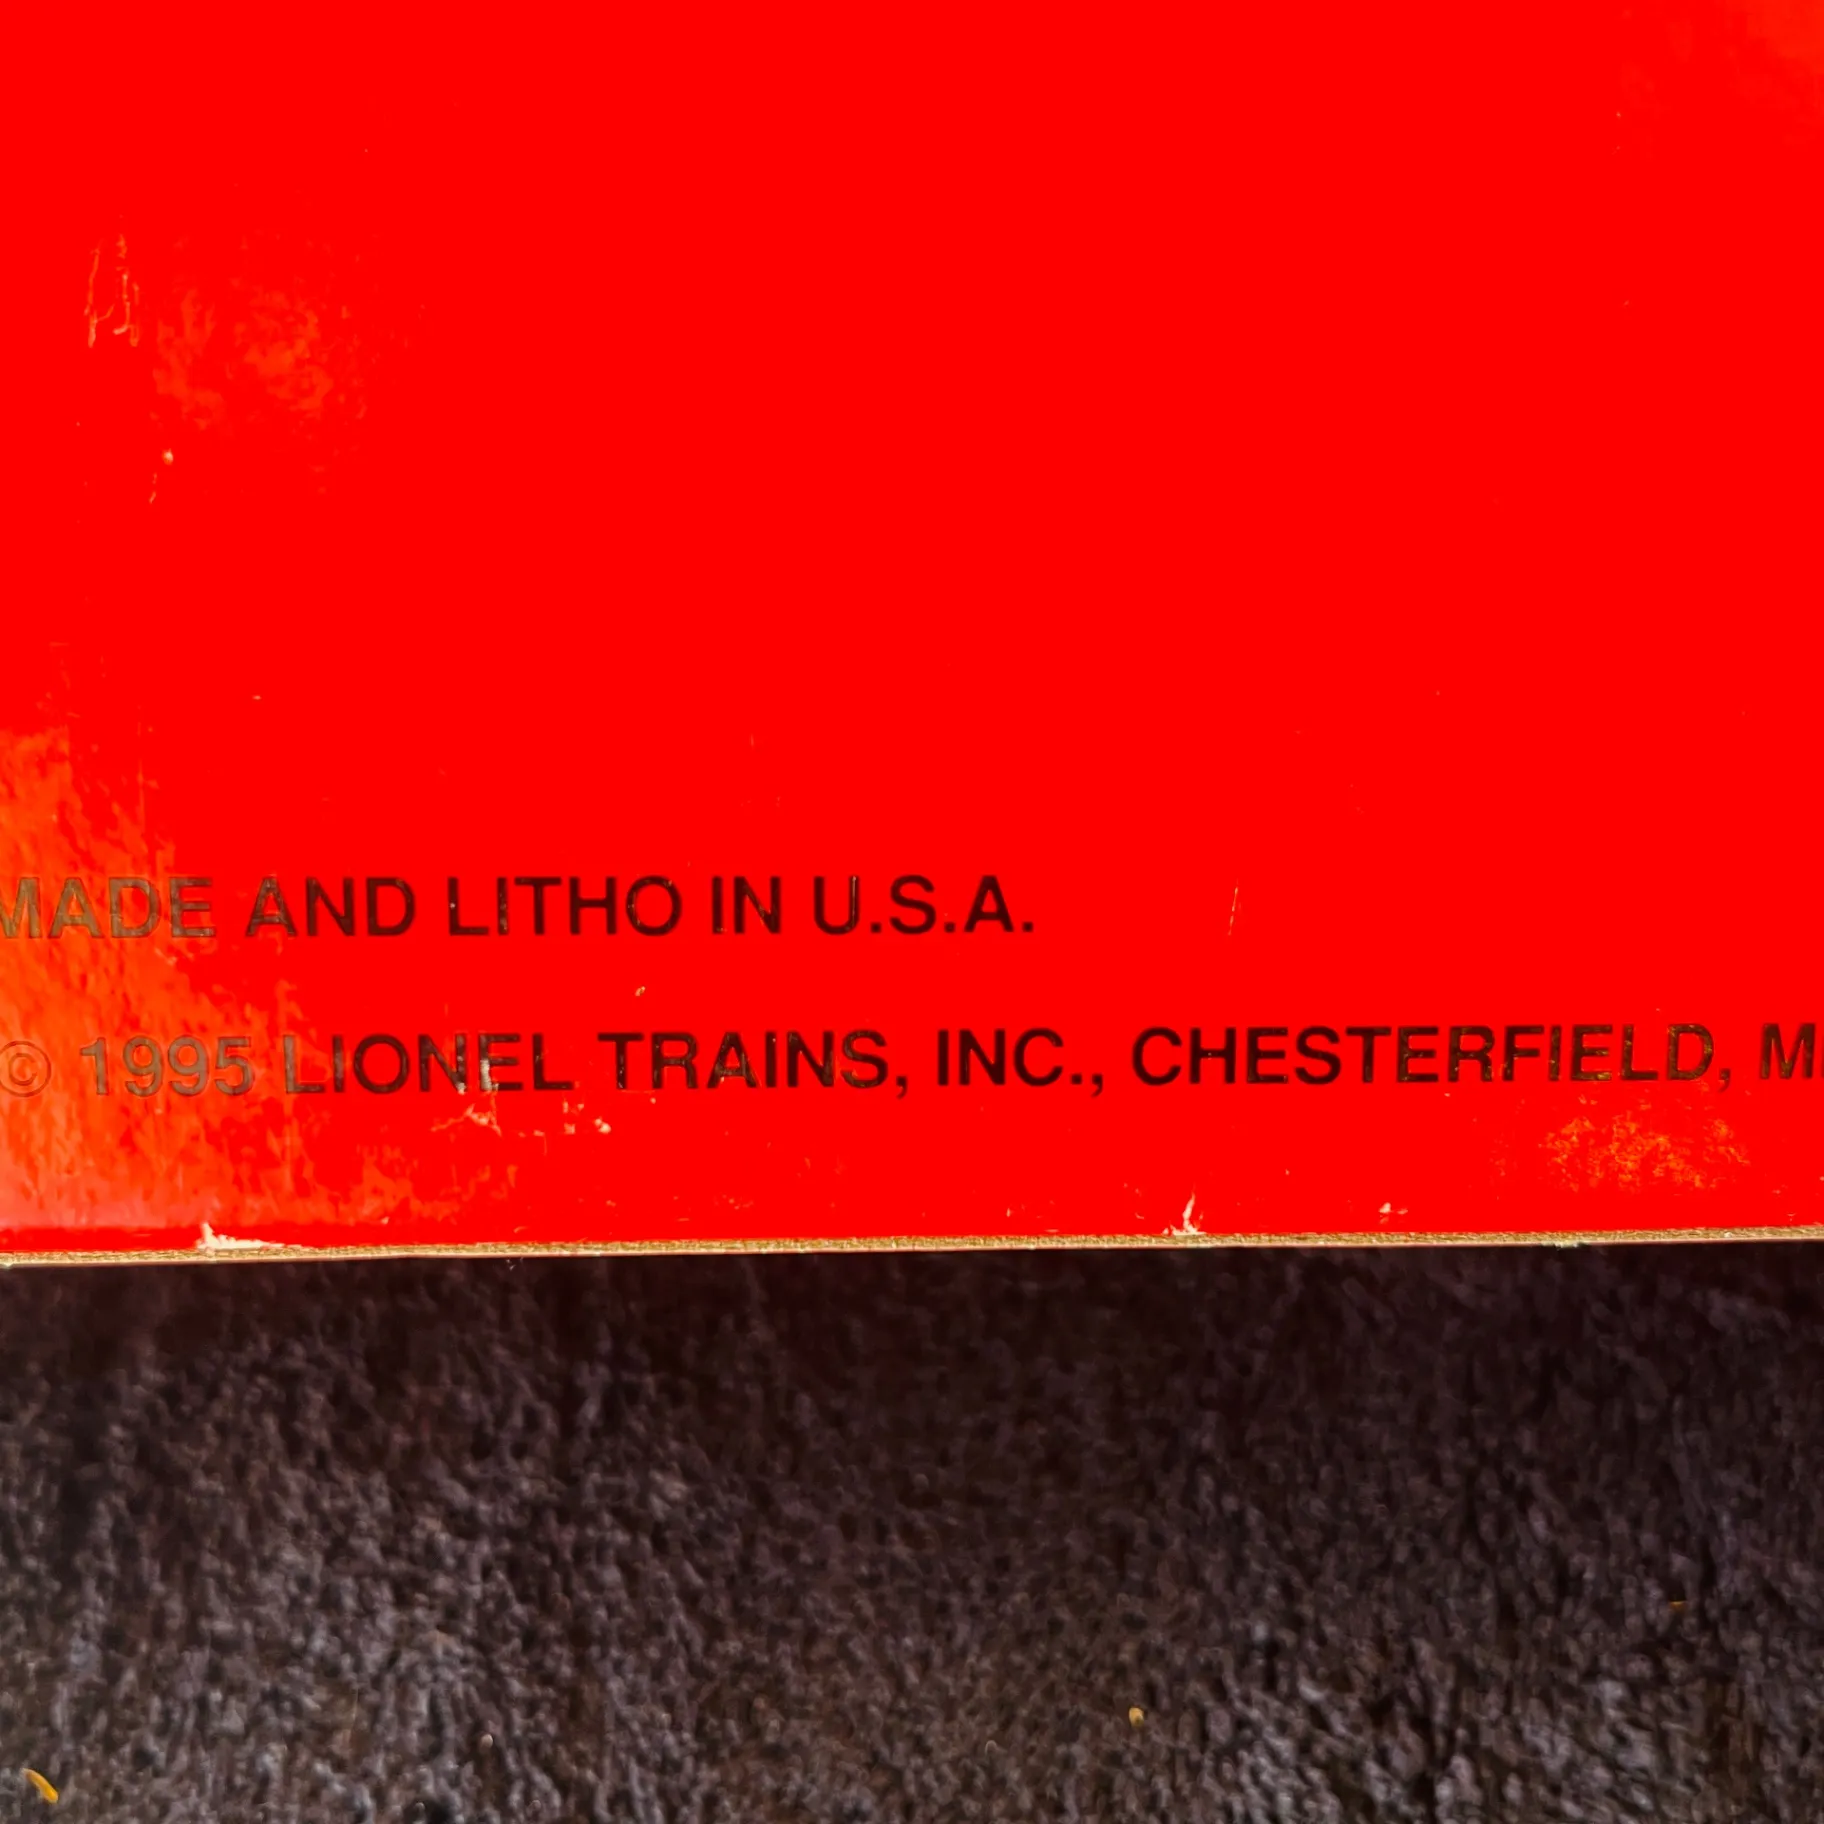 MADE AND LITHO IN U.S.A.
© 1995 LIONEL TRAINS, INC., CHESTERFIELD,